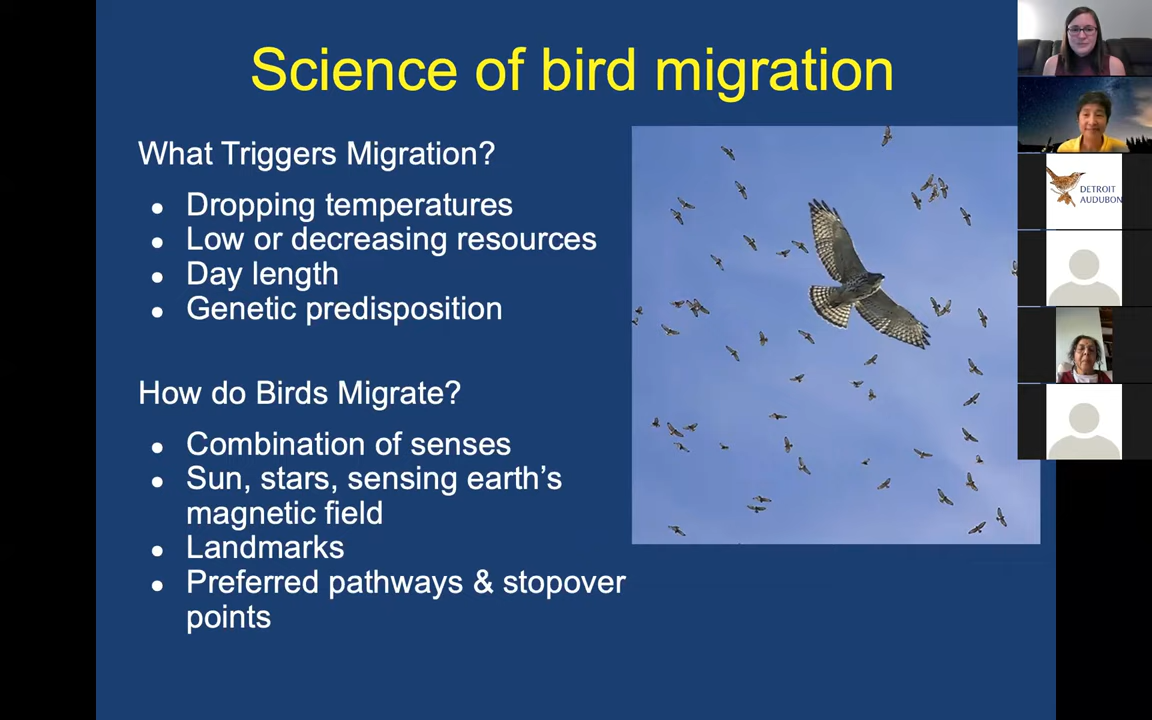 Science of bird migration
What Triggers Migration?
● Dropping temperatures
● Low or decreasing resources
● Day length
● Genetic predisposition
How do Birds Migrate?
● Combination of senses
● Sun, stars, sensing earth’s
magnetic field
● Landmarks
● Preferred pathways & stopover
points
DETROIT
AUDUBON